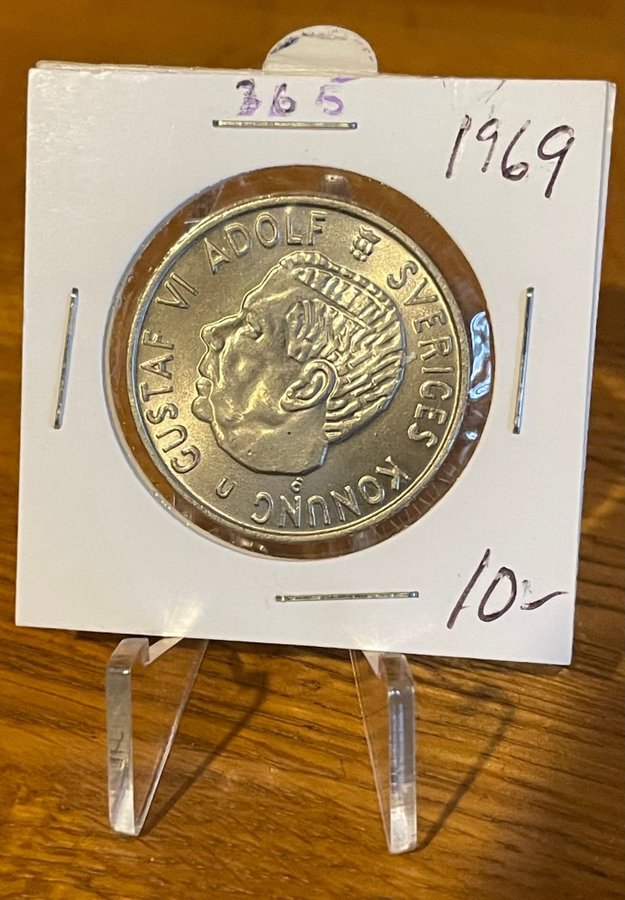 365
1969
GUSTAF VI ADOLF SVERIGES KONUNG U
10-